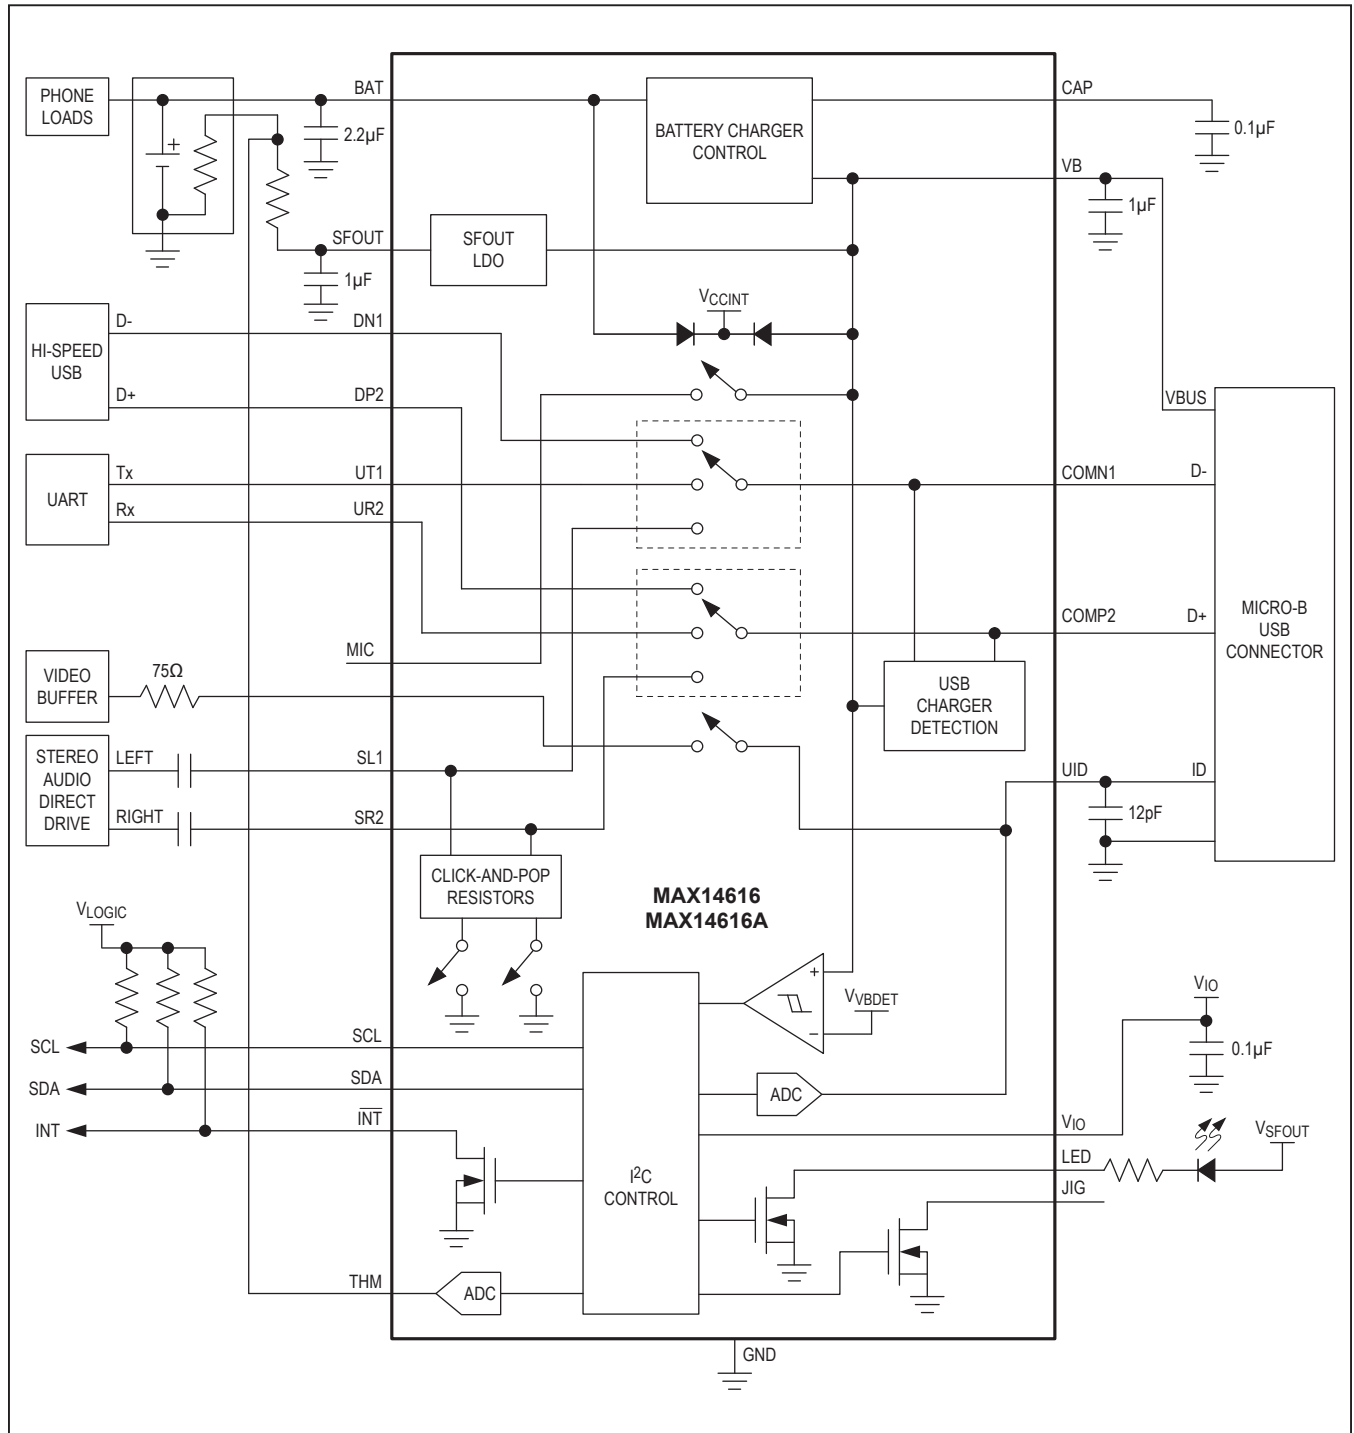 PHONE
LOADS
BAT
2.2µF
+
BATTERY CHARGER
CONTROL
CAP
0.1µF
VB
1µF
SFOUT
1µF
SFOUT
LDO
VCCINT
HI-SPEED
USB
D-
D+
DN1
DP2
VBUS
UART
Tx
Rx
UT1
UR2
COMN1
D-
COMP2
D+
MICRO-B
USB
CONNECTOR
MIC
VIDEO
BUFFER
75Ω
USB
CHARGER
DETECTION
STEREO
AUDIO
DIRECT
DRIVE
LEFT
RIGHT
SL1
SR2
UID
ID
12pF
CLICK-AND-POP
RESISTORS
MAX14616
MAX14616A
VLOGIC
+
−
VVBDET
VIO
0.1µF
SCL
SCL
SDA
SDA
INT
INT
ADC
VIO
LED
VSFOUT
JIG
I2C
CONTROL
THM
ADC
GND